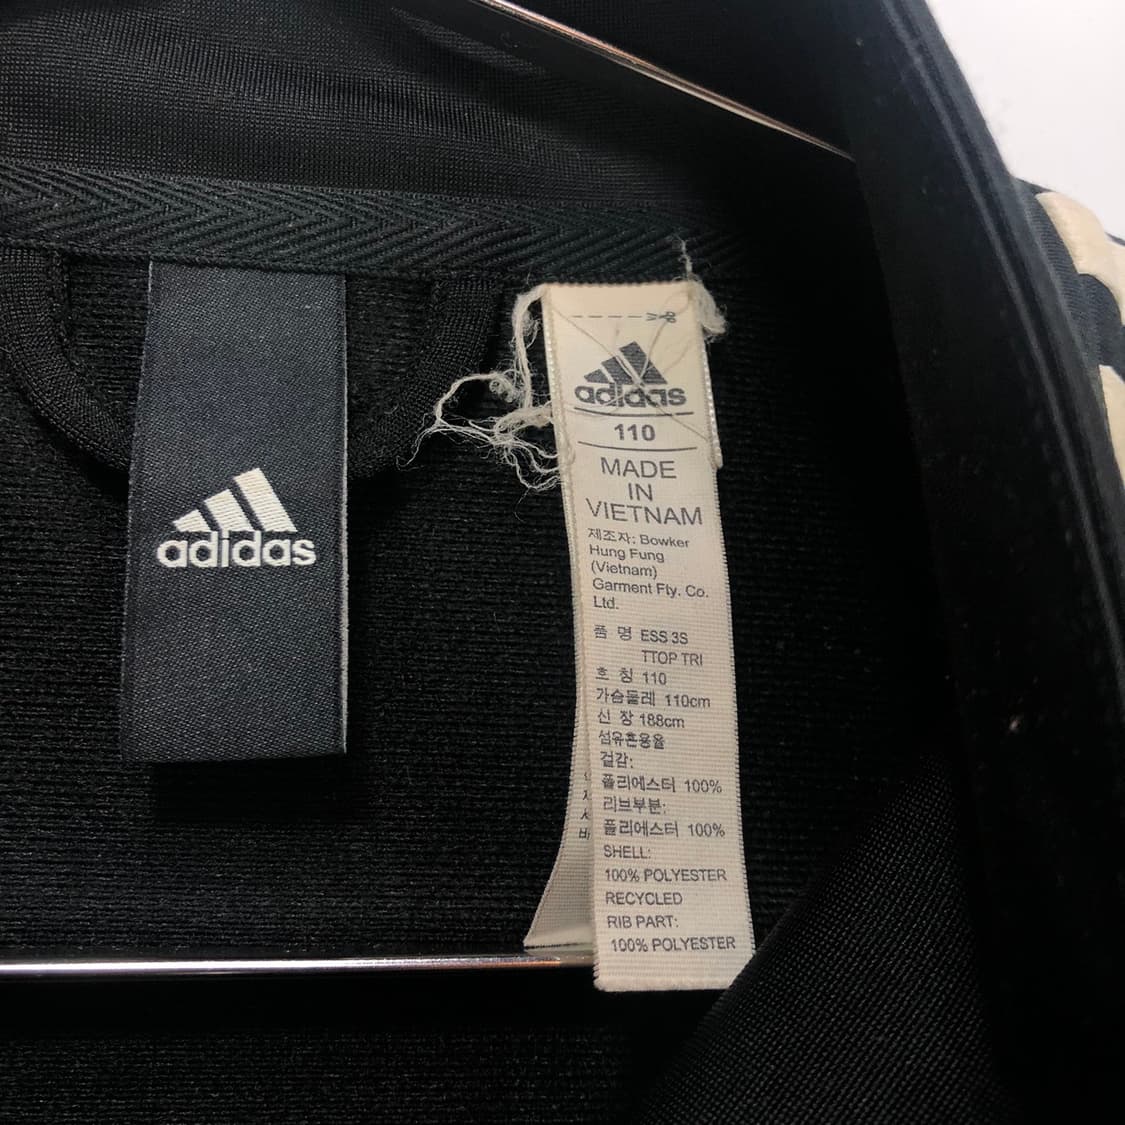 adidas
adidas
110
MADE
IN
VIETNAM
제조자: Bowker
Hung Fung
(Vietnam)
Garment Fty. Co.
Ltd.
품 명 ESS 3S
TTOP TRI
호 칭 110
가슴둘레 110cm
신 장 188cm
섬유혼용율
겉감:
폴리에스터 100%
리브부분:
폴리에스터 100%
SHELL:
100% POLYESTER
RECYCLED
RIB PART:
100% POLYESTER